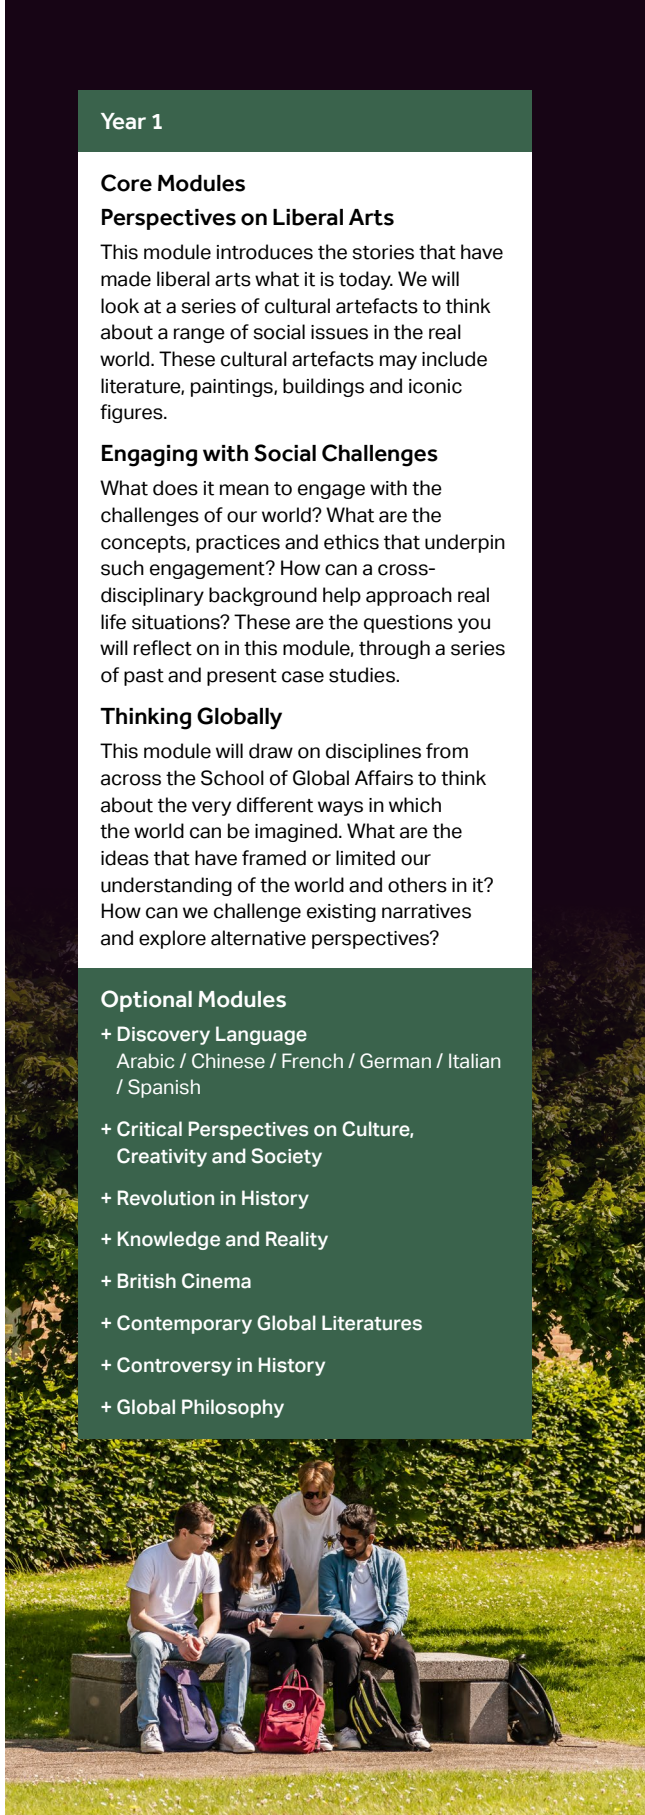 Year 1
Core Modules
Perspectives on Liberal Arts
This module introduces the stories that have
made liberal arts what it is today. We will
look at a series of cultural artefacts to think
about a range of social issues in the real
world. These cultural artefacts may include
literature, paintings, buildings and iconic
figures.
Engaging with Social Challenges
What does it mean to engage with the
challenges of our world? What are the
concepts, practices and ethics that underpin
such engagement? How can a cross-
disciplinary background help approach real
life situations? These are the questions you
will reflect on in this module, through a series
of past and present case studies.
Thinking Globally
This module will draw on disciplines from
across the School of Global Affairs to think
about the very different ways in which
the world can be imagined. What are the
ideas that have framed or limited our
understanding of the world and others in it?
How can we challenge existing narratives
and explore alternative perspectives?
Optional Modules
+ Discovery Language
Arabic / Chinese / French / German / Italian
/ Spanish
+ Critical Perspectives on Culture,
Creativity and Society
+ Revolution in History
+ Knowledge and Reality
+ British Cinema
+ Contemporary Global Literatures
+ Controversy in History
+ Global Philosophy